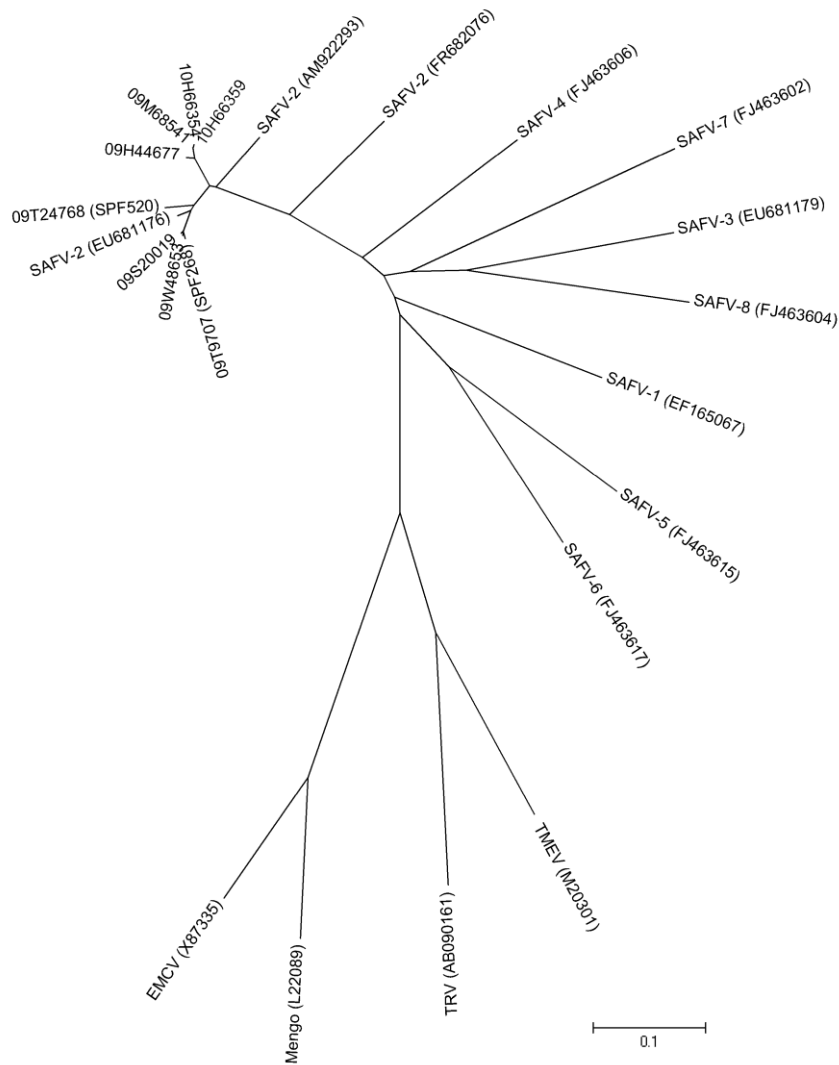 10H66354
10H66359
09M68541
09H44677
SAFV-2 (AM922293)
SAFV-2 (FR682076)
SAFV-4 (FJ463606)
SAFV-7 (FJ463602)
09T24768 (SPF520)
SAFV-2 (EU681176)
09S20019
09W48653
09T9707 (SPF268)
SAFV-3 (EU681179)
SAFV-8 (FJ463604)
SAFV-1 (EF165067)
SAFV-5 (FJ463615)
SAFV-6 (FJ463617)
TMEV (M20301)
TRV (AB090161)
Mengo (L22089)
EMCV (X87335)
0.1